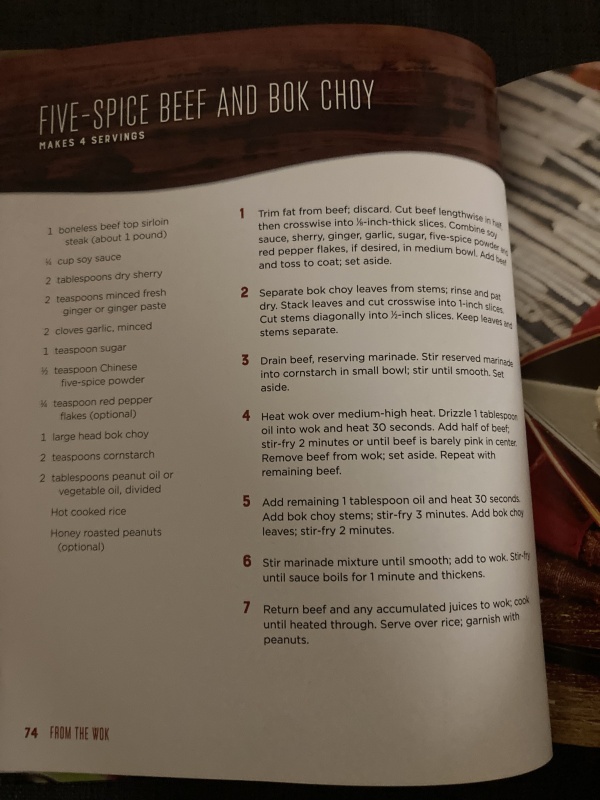 FIVE-SPICE BEEF AND BOK CHOY
MAKES 4 SERVINGS
1 boneless beef top sirloin
steak (about 1 pound)
¼ cup soy sauce
2 tablespoons dry sherry
2 teaspoons minced fresh
ginger or ginger paste
2 cloves garlic, minced
1 teaspoon sugar
½ teaspoon Chinese
five-spice powder
¼ teaspoon red pepper
flakes (optional)
1 large head bok choy
2 teaspoons cornstarch
2 tablespoons peanut oil or
vegetable oil, divided
Hot cooked rice
Honey roasted peanuts
(optional)
1 Trim fat from beef; discard. Cut beef lengthwise in half,
then crosswise into ⅛-inch-thick slices. Combine soy
sauce, sherry, ginger, garlic, sugar, five-spice powder and
red pepper flakes, if desired, in medium bowl. Add beef
and toss to coat; set aside.
2 Separate bok choy leaves from stems; rinse and pat
dry. Stack leaves and cut crosswise into 1-inch slices.
Cut stems diagonally into ½-inch slices. Keep leaves and
stems separate.
3 Drain beef, reserving marinade. Stir reserved marinade
into cornstarch in small bowl; stir until smooth. Set
aside.
4 Heat wok over medium-high heat. Drizzle 1 tablespoon
oil into wok and heat 30 seconds. Add half of beef;
stir-fry 2 minutes or until beef is barely pink in center.
Remove beef from wok; set aside. Repeat with
remaining beef.
5 Add remaining 1 tablespoon oil and heat 30 seconds.
Add bok choy stems; stir-fry 3 minutes. Add bok choy
leaves; stir-fry 2 minutes.
6 Stir marinade mixture until smooth; add to wok. Stir-fry
until sauce boils for 1 minute and thickens.
7 Return beef and any accumulated juices to wok; cook
until heated through. Serve over rice; garnish with
peanuts.
74 FROM THE WOK